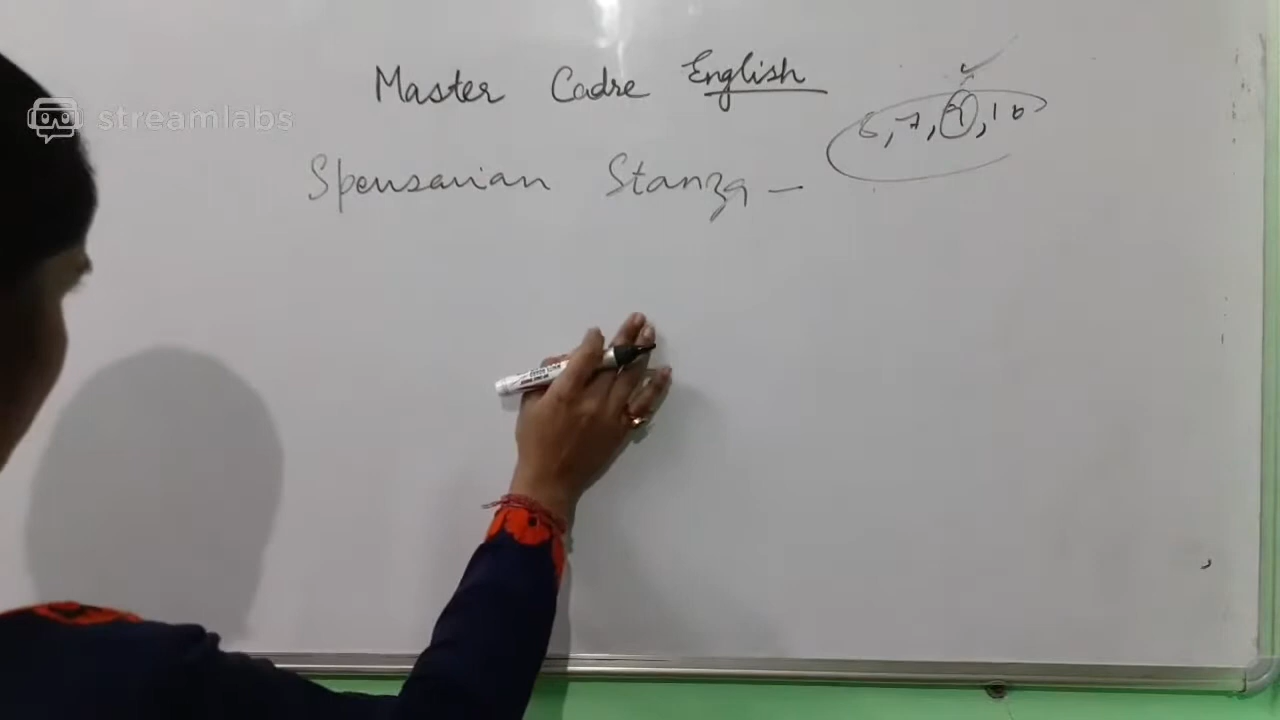 streamlabs
Master Cadre English
6, 7, 9, 10
Spensarian Stanza –